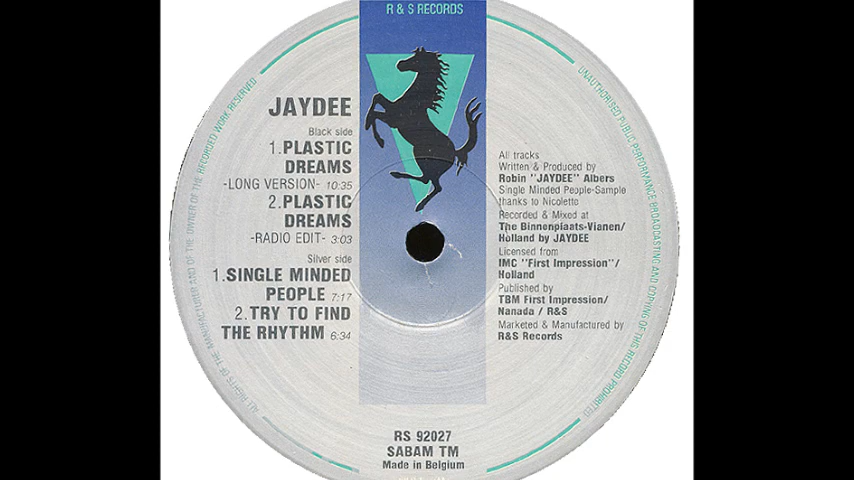 R & S RECORDS
JAYDEE
Black side
1.PLASTIC
DREAMS
-LONG VERSION- 10:35
2.PLASTIC
DREAMS
-RADIO EDIT- 3:03
Silver side
1.SINGLE MINDED
PEOPLE 7:17
2.TRY TO FIND
THE RHYTHM 6:34
All tracks
Written & Produced by
Robin "JAYDEE" Albers
Single Minded People-Sample
thanks to Nicolette
Recorded & Mixed at
The Binnenplaats-Vianen/
Holland by JAYDEE
Licensed from
IMC "First Impression"/
Holland
Published by
TBM First Impression/
Nanada / R&S
Marketed & Manufactured by
R&S Records
RS 92027
SABAM TM
Made in Belgium
ALL RIGHTS OF THE MANUFACTURER AND OF THE OWNER OF THE RECORDED WORK RESERVED
UNAUTHORISED PUBLIC PERFORMANCE BROADCASTING AND COPYING OF THIS RECORD PROHIBITED